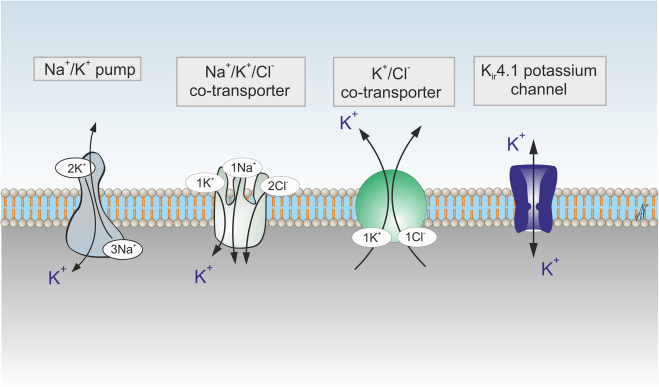 Na⁺/K⁺ pump
Na⁺/K⁺/Cl⁻
co-transporter
K⁺/Cl⁻
co-transporter
Kᵢᵣ4.1 potassium
channel
2K⁺
3Na⁺
K⁺
1K⁺
1Na⁺
2Cl⁻
K⁺
K⁺
1K⁺
1Cl⁻
K⁺
K⁺